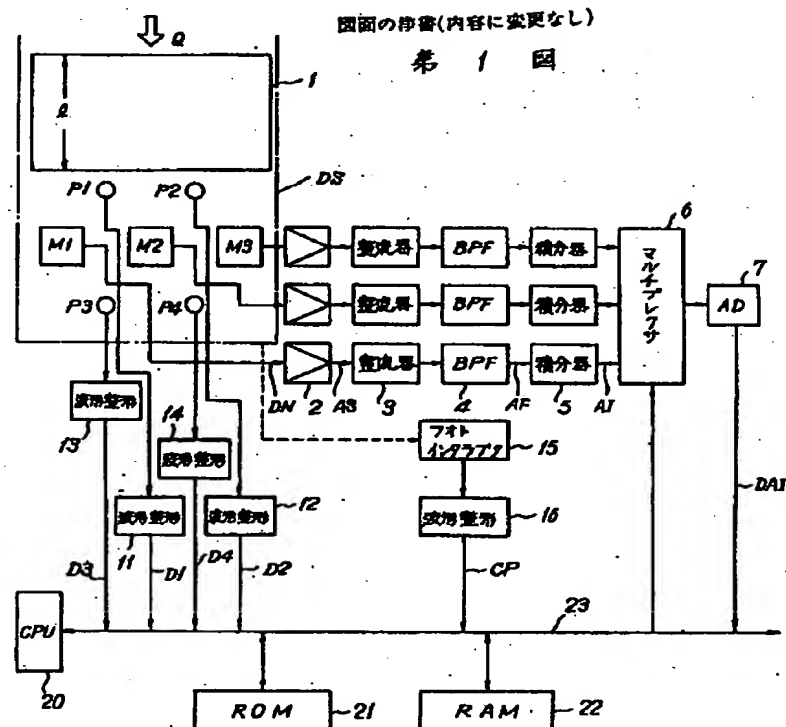 図面の浄書(内容に変更なし)
第 1 図
Q
1
l
DS
P1
P2
M1
M2
M3
P3
P4
整流器
BPF
積分器
整流器
BPF
積分器
整流器
BPF
積分器
マルチプレクサ
6
AD
7
DN
2
AS
3
4
AF
5
AI
波形整形
13
波形整形
14
波形整形
11
波形整形
12
フォト
インタラプタ
15
波形整形
16
D3
D1
D4
D2
CP
DAI
23
CPU
20
ROM
21
RAM
22